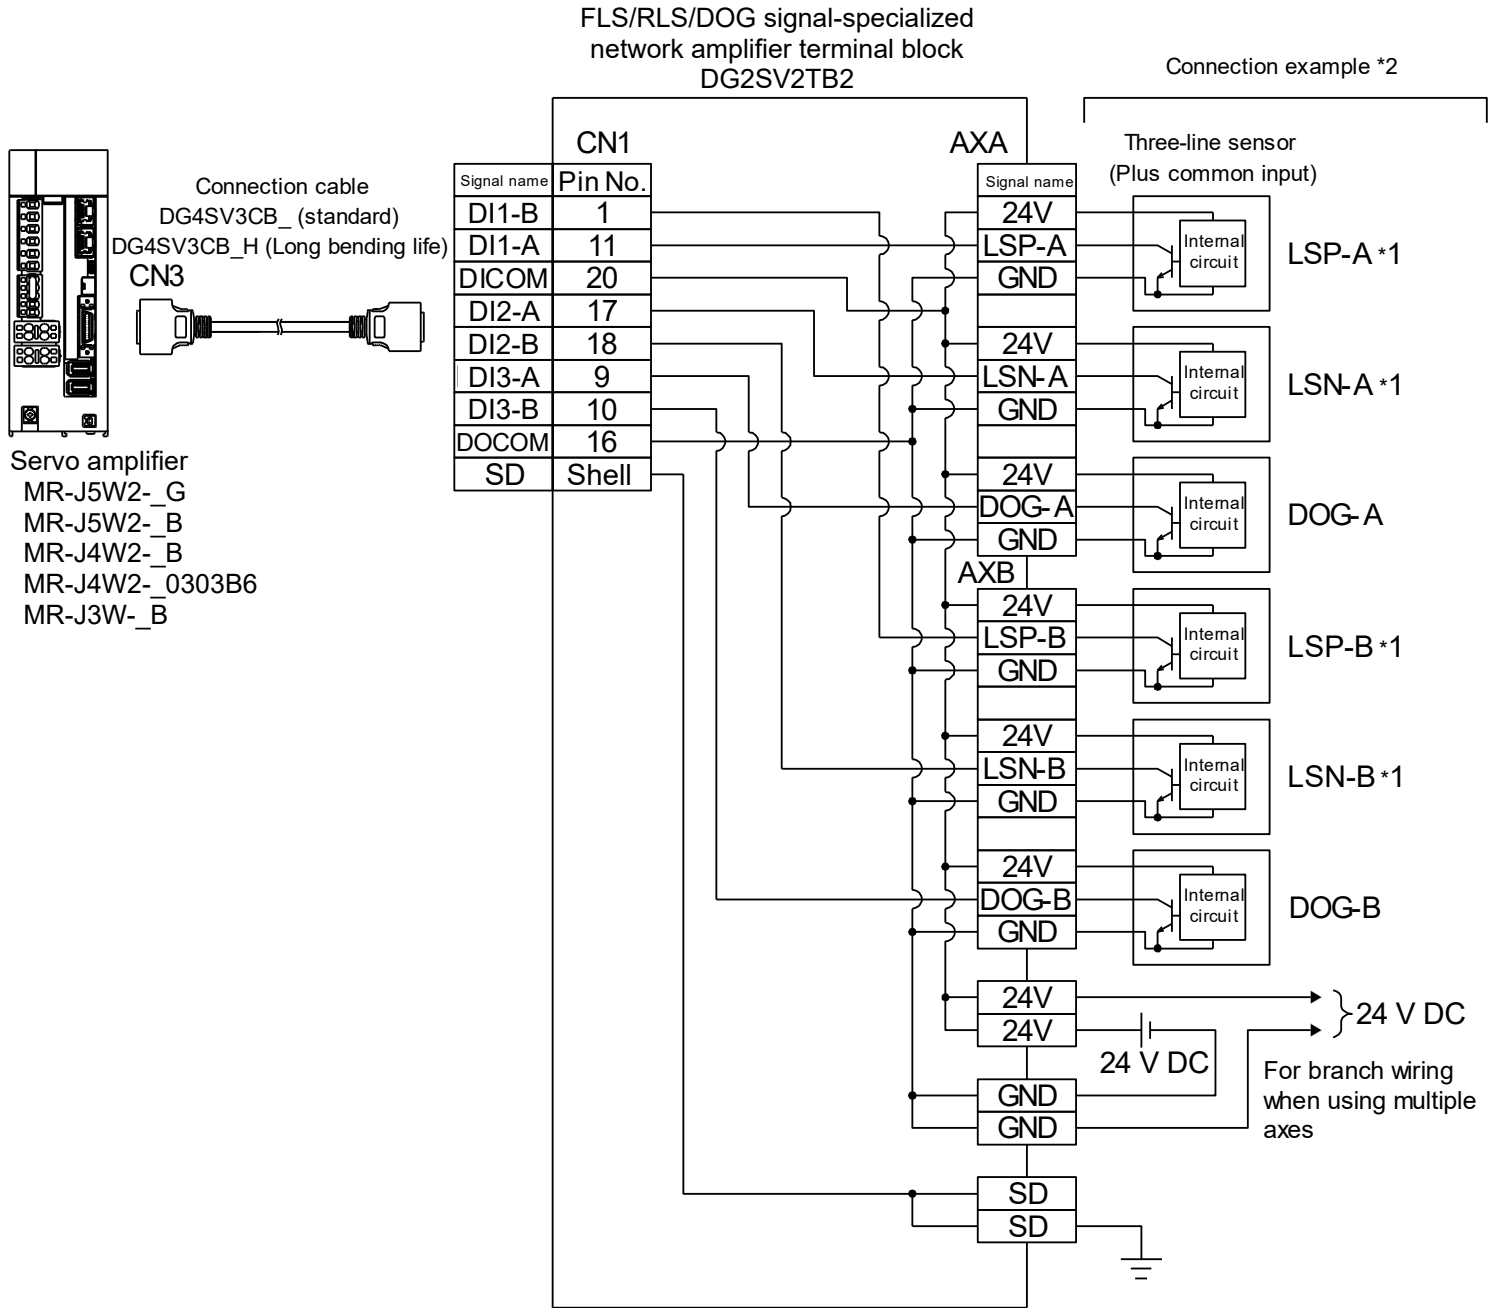 FLS/RLS/DOG signal-specialized
network amplifier terminal block
DG2SV2TB2
Connection example *2
Three-line sensor
(Plus common input)
Connection cable
DG4SV3CB_ (standard)
DG4SV3CB_H (Long bending life)
CN3
Servo amplifier
MR-J5W2-_G
MR-J5W2-_B
MR-J4W2-_B
MR-J4W2-_0303B6
MR-J3W-_B
CN1
Signal name Pin No.
DI1-B 1
DI1-A 11
DICOM 20
DI2-A 17
DI2-B 18
DI3-A 9
DI3-B 10
DOCOM 16
SD Shell
AXA
Signal name
24V
LSP-A
GND
24V
LSN-A
GND
24V
DOG-A
GND
AXB
24V
LSP-B
GND
24V
LSN-B
GND
24V
DOG-B
GND
24V
24V
GND
GND
SD
SD
Internal
circuit
LSP-A *1
Internal
circuit
LSN-A *1
Internal
circuit
DOG-A
Internal
circuit
LSP-B *1
Internal
circuit
LSN-B *1
Internal
circuit
DOG-B
24 V DC
24 V DC
For branch wiring
when using multiple
axes